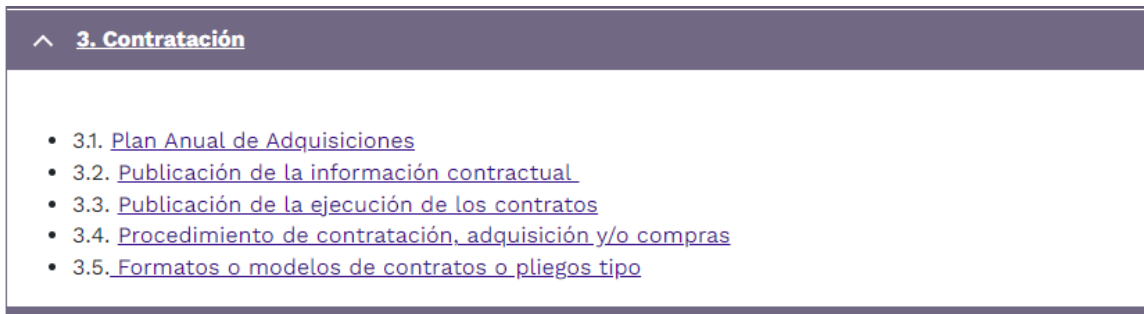 3. Contratación
• 3.1. Plan Anual de Adquisiciones
• 3.2. Publicación de la información contractual
• 3.3. Publicación de la ejecución de los contratos
• 3.4. Procedimiento de contratación, adquisición y/o compras
• 3.5. Formatos o modelos de contratos o pliegos tipo